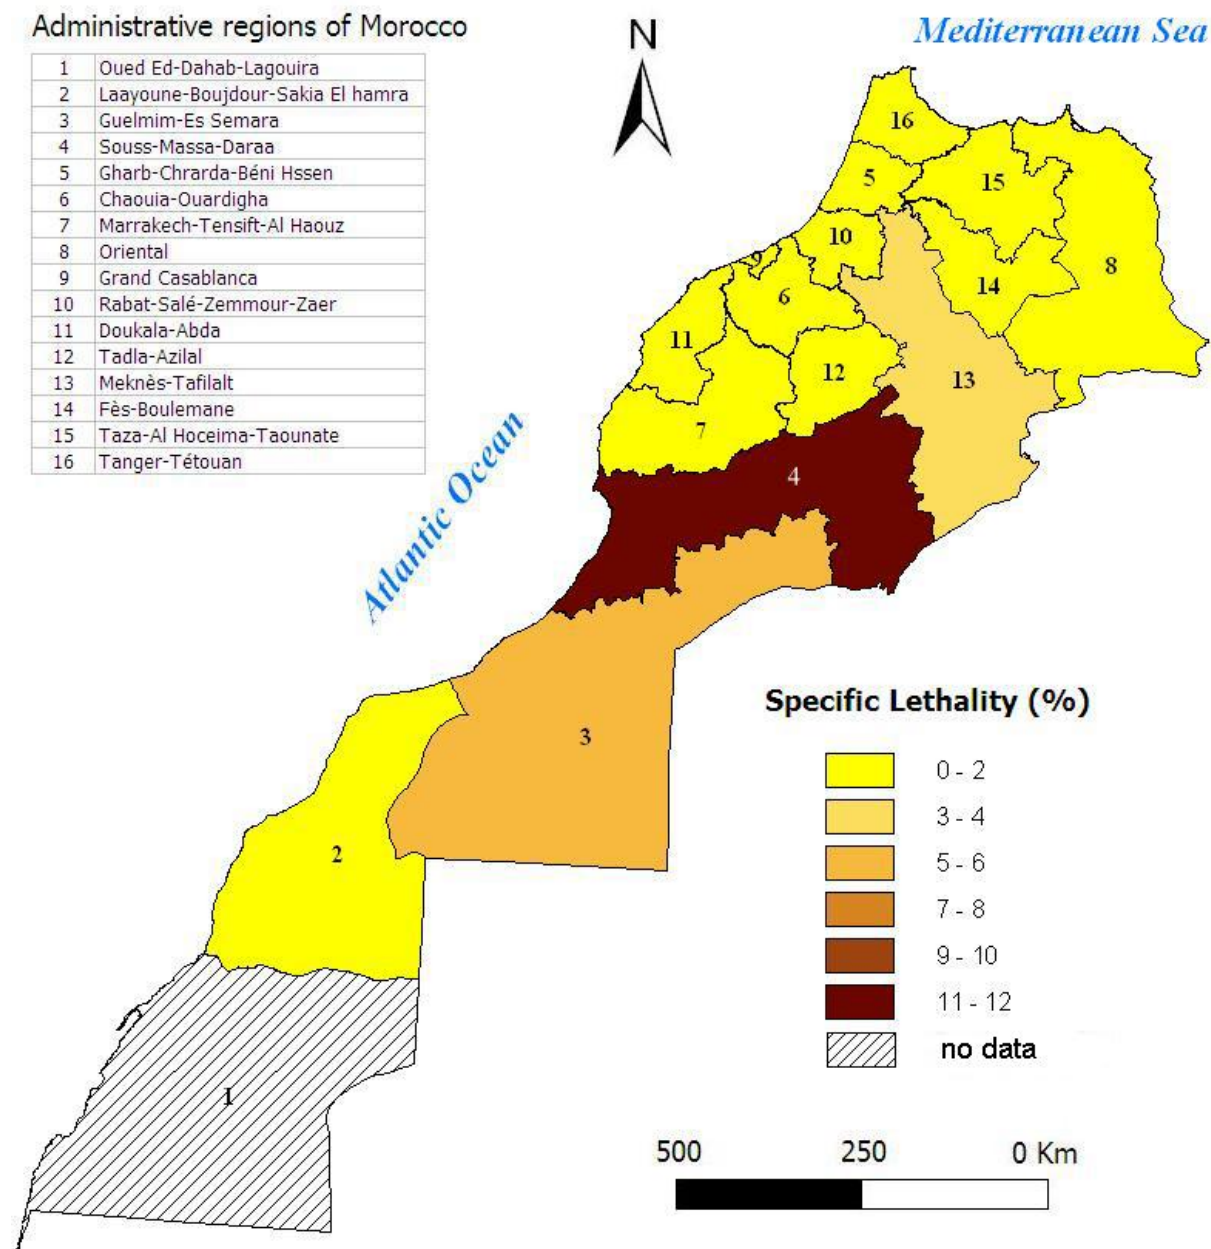 Administrative regions of Morocco
1 Oued Ed-Dahab-Lagouira
2 Laayoune-Boujdour-Sakia El hamra
3 Guelmim-Es Semara
4 Souss-Massa-Daraa
5 Gharb-Chrarda-Béni Hssen
6 Chaouia-Ouardigha
7 Marrakech-Tensift-Al Haouz
8 Oriental
9 Grand Casablanca
10 Rabat-Salé-Zemmour-Zaer
11 Doukala-Abda
12 Tadla-Azilal
13 Meknès-Tafilalt
14 Fès-Boulemane
15 Taza-Al Hoceima-Taounate
16 Tanger-Tétouan
N
Mediterranean Sea
Atlantic Ocean
16
15
5
10
8
9
6
14
11
12
13
7
4
3
2
1
Specific Lethality (%)
0 - 2
3 - 4
5 - 6
7 - 8
9 - 10
11 - 12
no data
500 250 0 Km